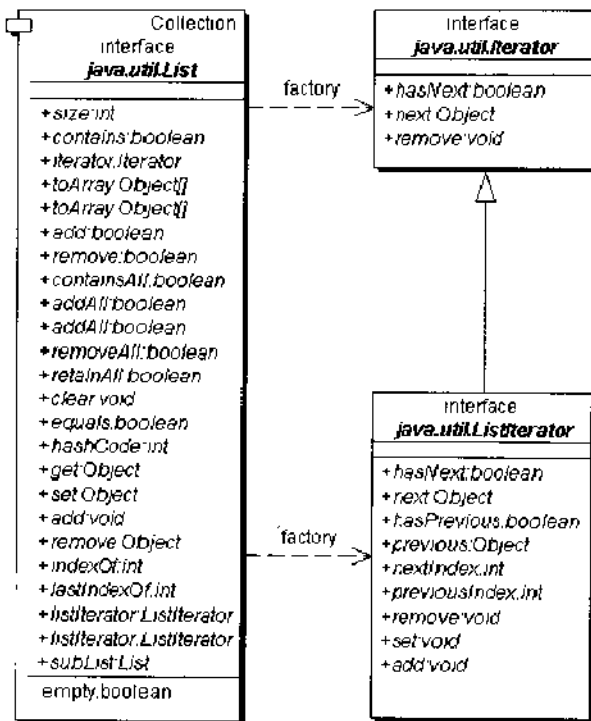 Collection
interface
java.util.List
+size:int
+contains:boolean
+iterator:Iterator
+toArray:Object[]
+toArray:Object[]
+add:boolean
+remove:boolean
+containsAll:boolean
+addAll:boolean
+addAll:boolean
+removeAll:boolean
+retainAll:boolean
+clear:void
+equals:boolean
+hashCode:int
+get:Object
+set:Object
+add:void
+remove:Object
+indexOf:int
+lastIndexOf:int
+listIterator:ListIterator
+listIterator:ListIterator
+subList:List
empty:boolean
factory
factory
interface
java.util.Iterator
+hasNext:boolean
+next:Object
+remove:void
interface
java.util.ListIterator
+hasNext:boolean
+next:Object
+hasPrevious:boolean
+previous:Object
+nextIndex:int
+previousIndex:int
+remove:void
+set:void
+add:void